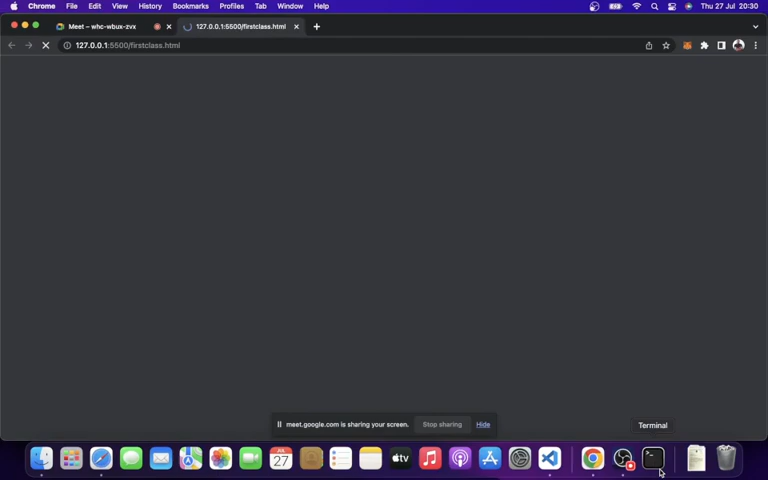 Chrome File Edit View History Bookmarks Profiles Tab Window Help Thu 27 Jul 20:30
Meet – whc-wbux-zvx 127.0.0.1:5500/firstclass.html
127.0.0.1:5500/firstclass.html
meet.google.com is sharing your screen. Stop sharing Hide
Terminal
JUL
27
tv